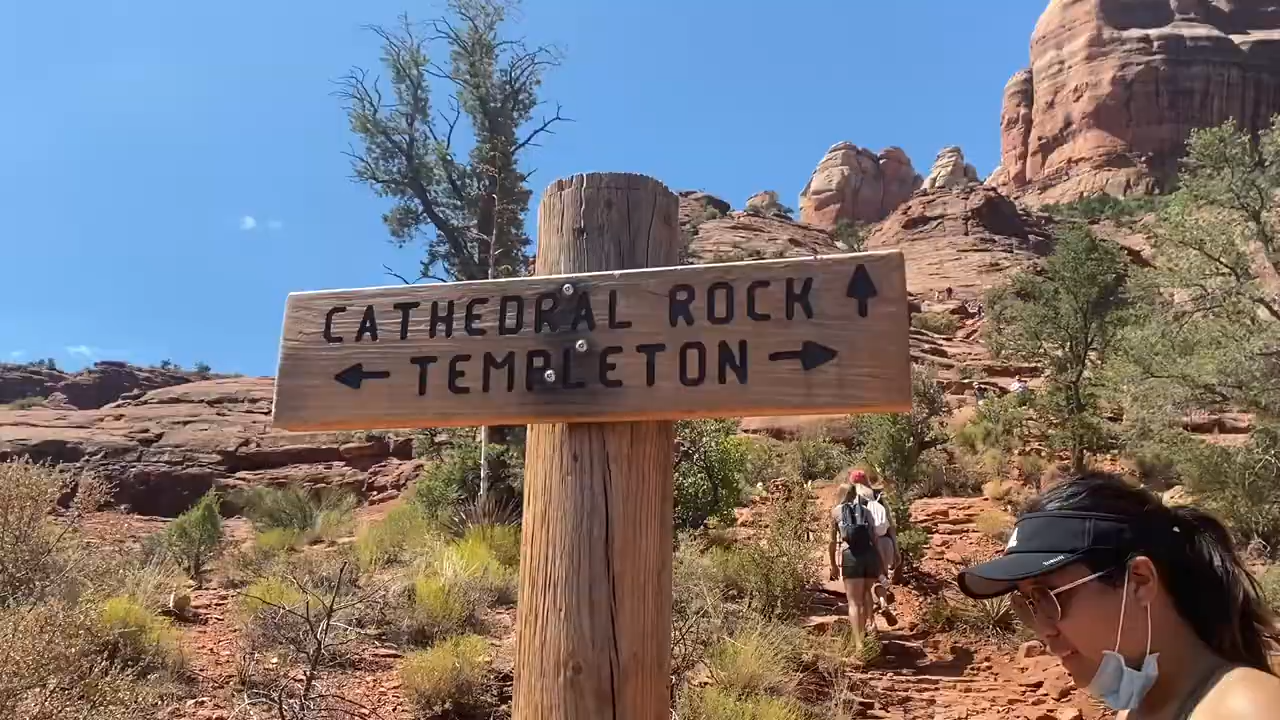 CATHEDRAL ROCK ↑
← TEMPLETON →